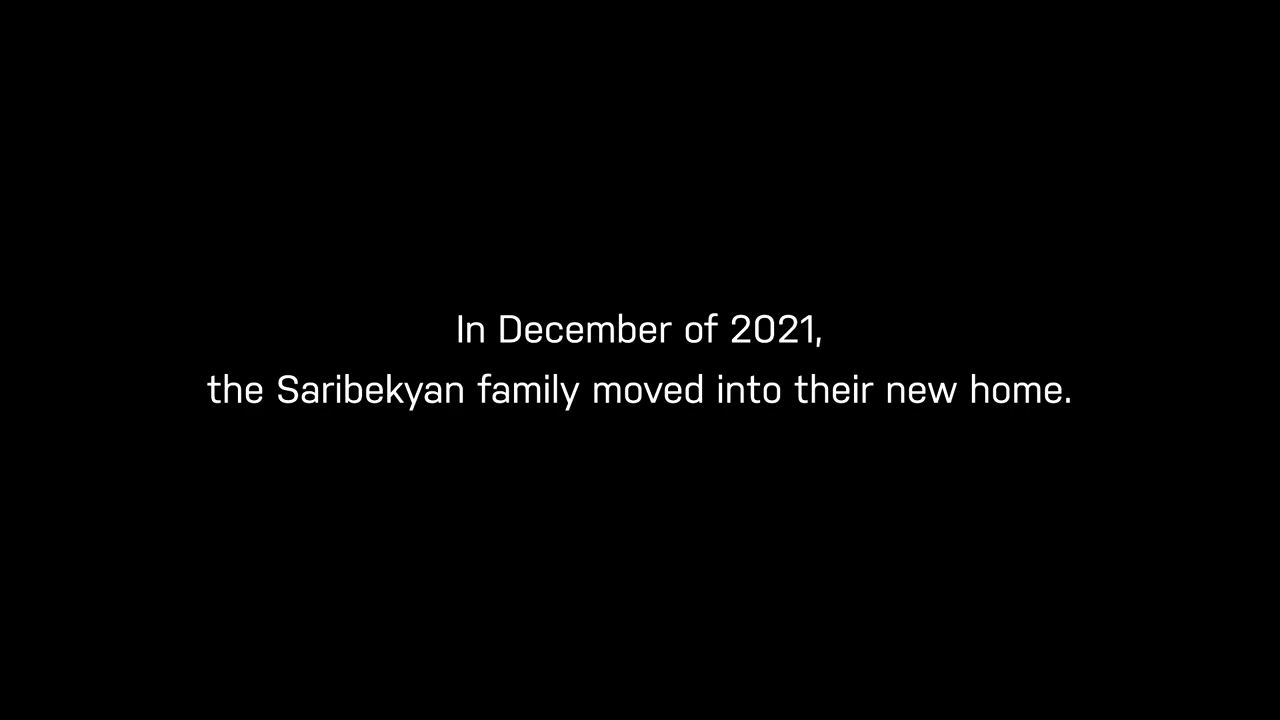 In December of 2021,
the Saribekyan family moved into their new home.